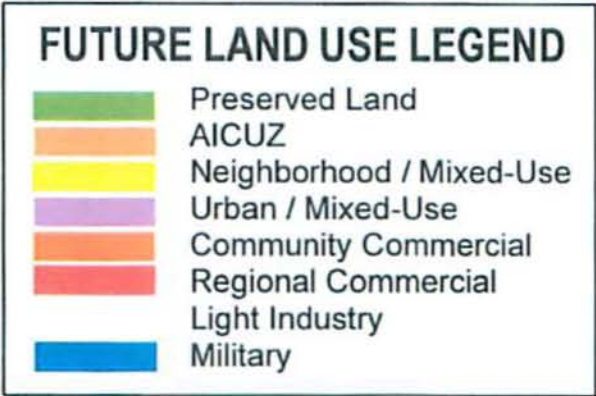 FUTURE LAND USE LEGEND
Preserved Land
AICUZ
Neighborhood / Mixed-Use
Urban / Mixed-Use
Community Commercial
Regional Commercial
Light Industry
Military